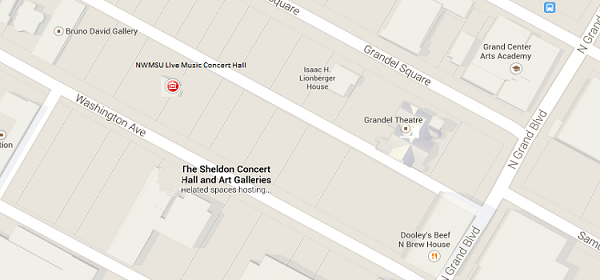 Square
N Grand
Bruno David Gallery
Grandel Square
Grand Center
Arts Academy
NWMSU Live Music Concert Hall
Isaac H.
Lionberger
House
Washington Ave
Grandel Theatre
N Grand Blvd
tion
The Sheldon Concert
Hall and Art Galleries
Related spaces hosting...
Dooley's Beef
N Brew House
N Grand Blvd
Samu